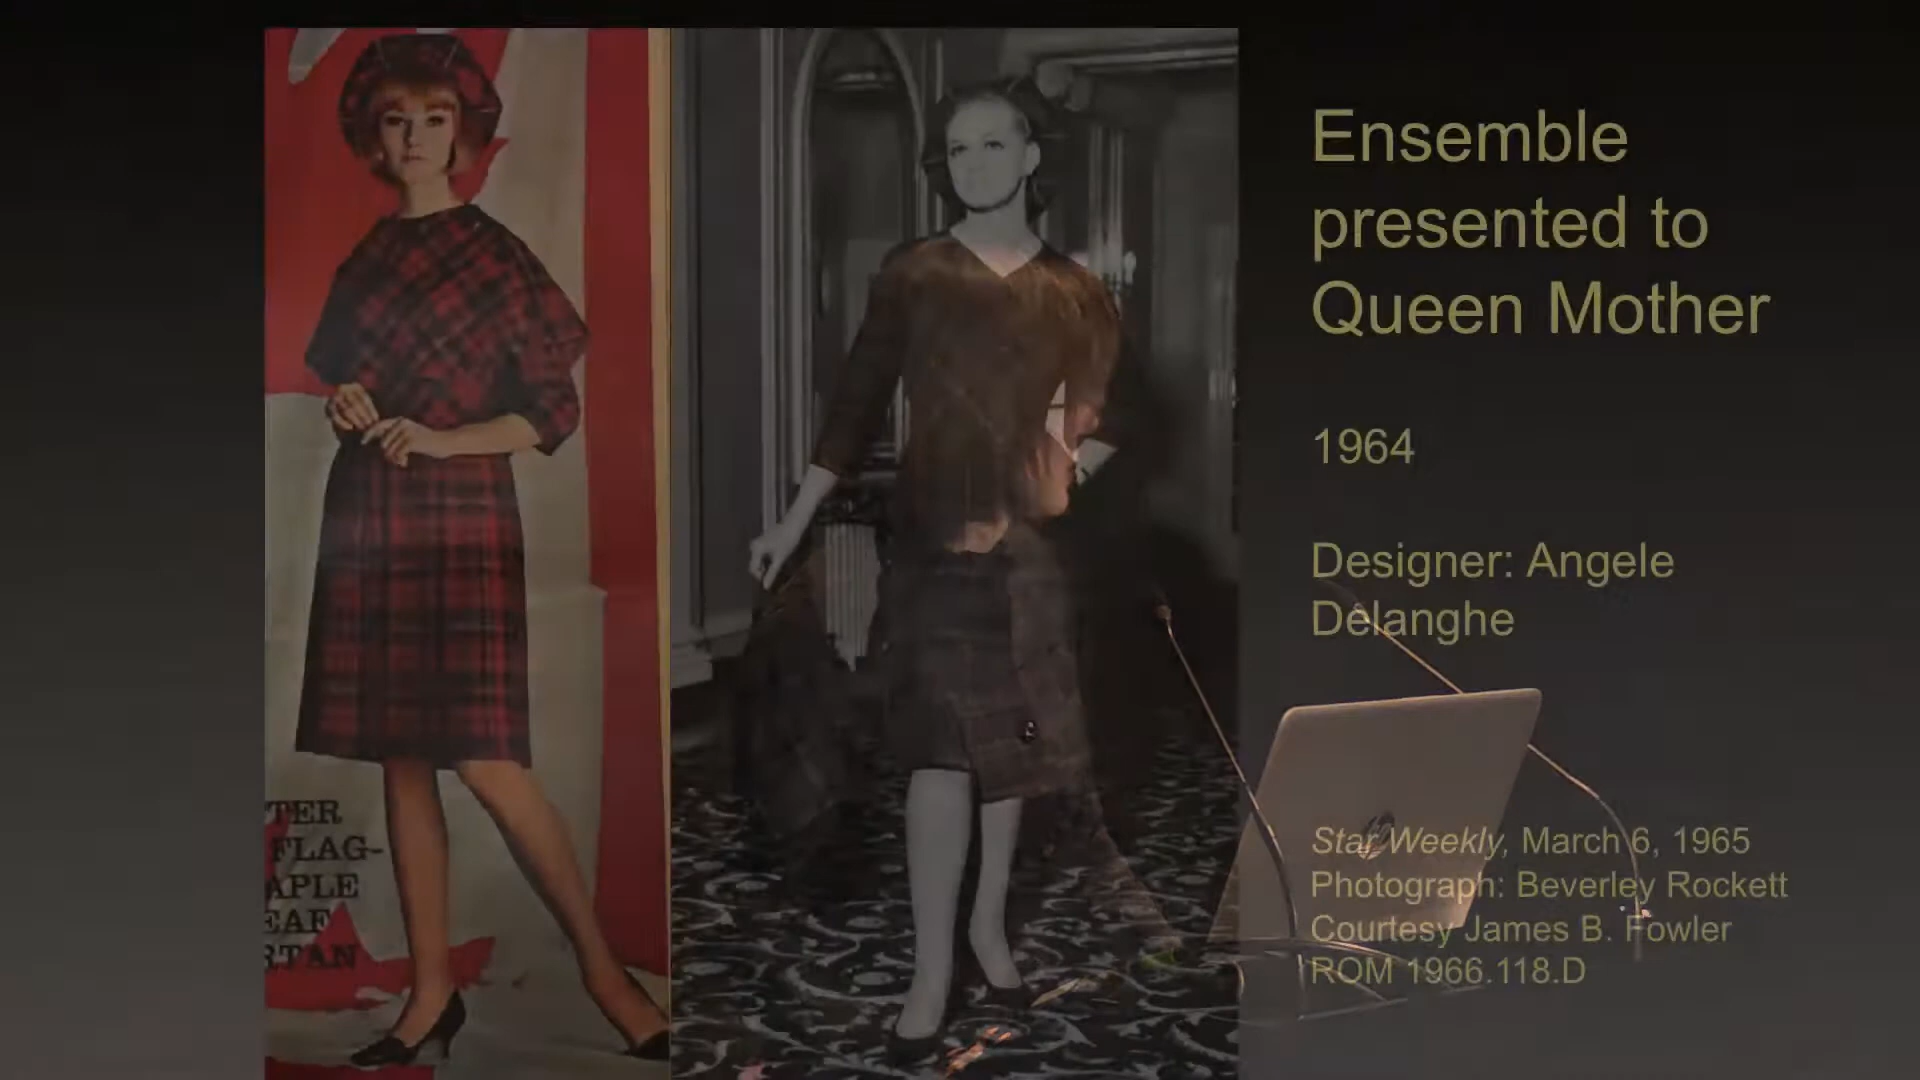 TER
FLAG-
APLE
EAF
RTAN
Ensemble
presented to
Queen Mother
1964
Designer: Angele
Delanghe
Star Weekly, March 6, 1965
Photograph: Beverley Rockett
Courtesy James B. Fowler
ROM 1966.118.D